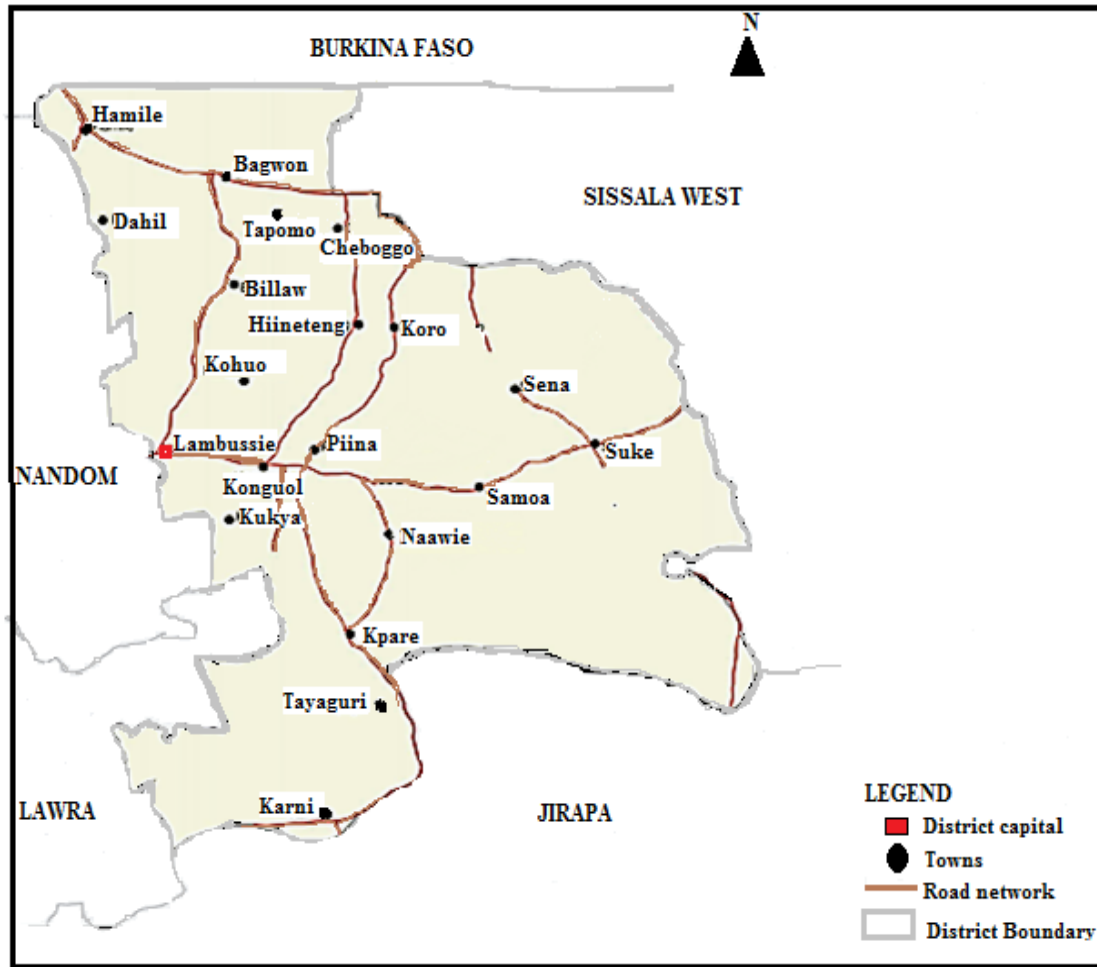 N
BURKINA FASO
Hamile
Bagwon
SISSALA WEST
Dahil
Tapomo
Cheboggo
Billaw
Hiineteng
Koro
Kohuo
Sena
Lambussie
Piina
Suke
NANDOM
Konguol
Samoa
Kukya
Naawie
Kpare
Tayaguri
LAWRA
Karni
JIRAPA
LEGEND
District capital
Towns
Road network
District Boundary